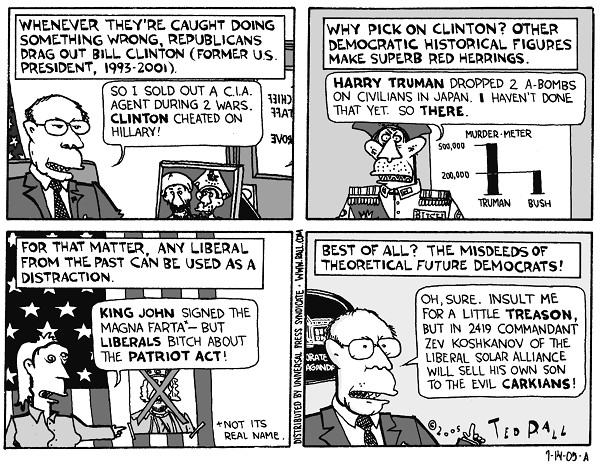 WHENEVER THEY'RE CAUGHT DOING
SOMETHING WRONG, REPUBLICANS
DRAG OUT BILL CLINTON (FORMER U.S.
PRESIDENT, 1993-2001).
SO I SOLD OUT A C.I.A.
AGENT DURING 2 WARS.
CLINTON CHEATED ON
HILLARY!
CHIEF
TAFF
ROVE
WHY PICK ON CLINTON? OTHER
DEMOCRATIC HISTORICAL FIGURES
MAKE SUPERB RED HERRINGS.
HARRY TRUMAN DROPPED 2 A-BOMBS
ON CIVILIANS IN JAPAN. I HAVEN'T DONE
THAT YET. SO THERE.
MURDER-METER
500,000
200,000
TRUMAN BUSH
BUSH
FOR THAT MATTER, ANY LIBERAL
FROM THE PAST CAN BE USED AS A
DISTRACTION.
KING JOHN SIGNED THE
MAGNA FARTA*—BUT
LIBERALS BITCH ABOUT
THE PATRIOT ACT!
*NOT ITS
REAL NAME.
DISTRIBUTED BY UNIVERSAL PRESS SYNDICATE · WWW.RALL.COM
BEST OF ALL? THE MISDEEDS OF
THEORETICAL FUTURE DEMOCRATS!
OH, SURE. INSULT ME
FOR A LITTLE TREASON,
BUT IN 2419 COMMANDANT
ZEV KOSHKANOV OF THE
LIBERAL SOLAR ALLIANCE
WILL SELL HIS OWN SON
TO THE EVIL CARKIANS!
ORATE
AGANDA
©2005 TED RALL
7-14-05-A